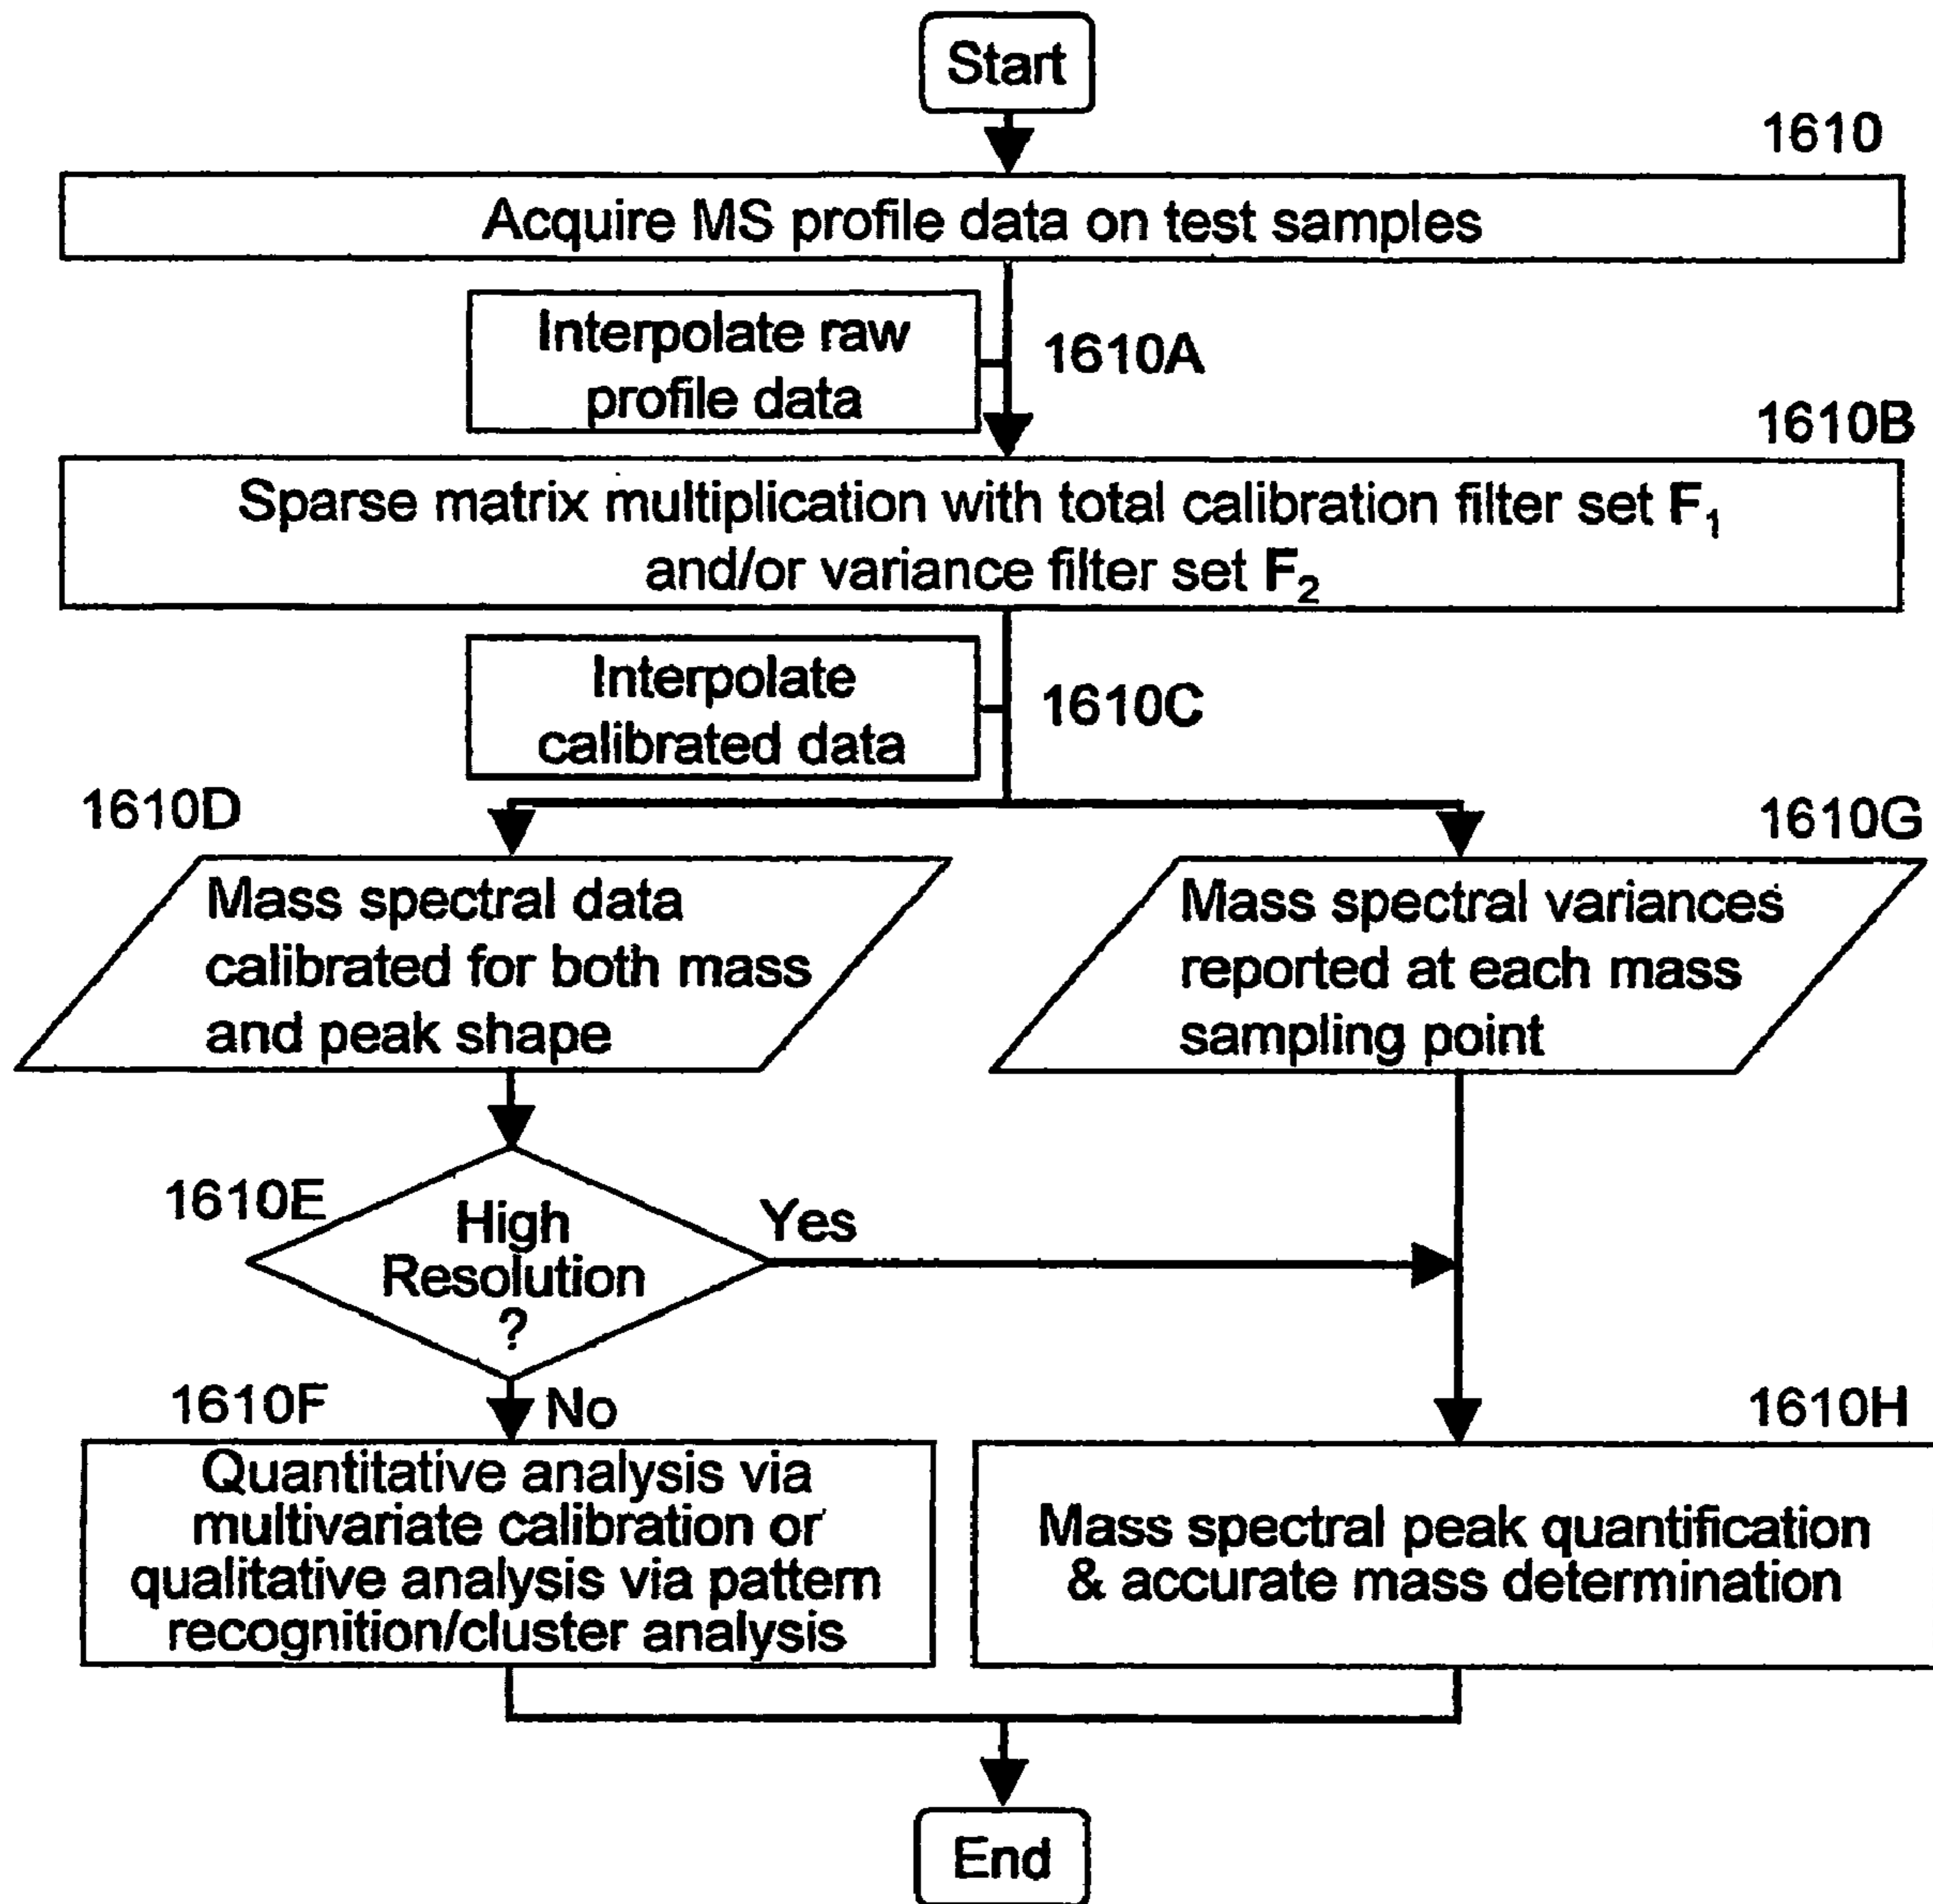 Start
1610
Acquire MS profile data on test samples
Interpolate raw
profile data
1610A
1610B
Sparse matrix multiplication with total calibration filter set F₁
and/or variance filter set F₂
Interpolate
calibrated data
1610C
1610D
Mass spectral data
calibrated for both mass
and peak shape
1610G
Mass spectral variances
reported at each mass
sampling point
1610E
High
Resolution
?
Yes
No
1610F
Quantitative analysis via
multivariate calibration or
qualitative analysis via pattern
recognition/cluster analysis
1610H
Mass spectral peak quantification
& accurate mass determination
End